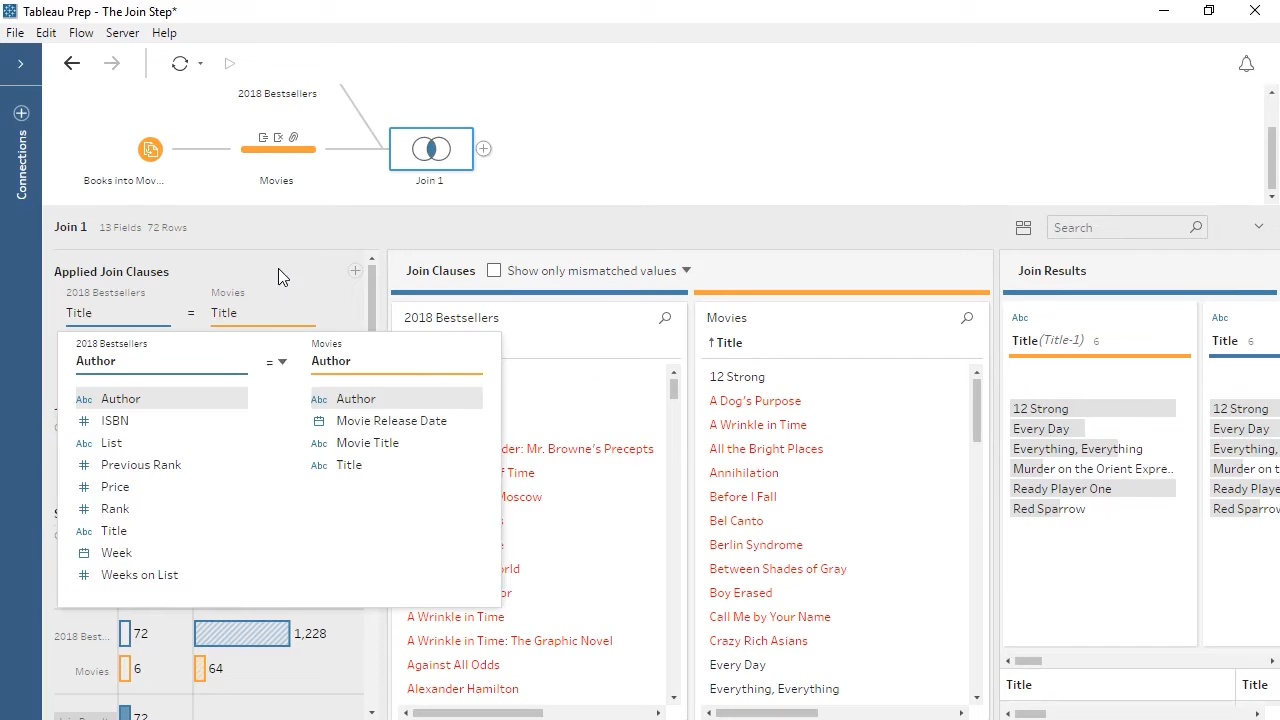 Tableau Prep - The Join Step*
File Edit Flow Server Help
Connections
2018 Bestsellers
Books into Mov...
Movies
Join 1
Join 1 13 Fields 72 Rows
Search
Applied Join Clauses
2018 Bestsellers Movies
Title = Title
2018 Bestsellers Movies
Author = Author
Abc Author
# ISBN
Abc List
# Previous Rank
# Price
# Rank
Abc Title
Week
# Weeks on List
Abc Author
Movie Release Date
Abc Movie Title
Abc Title
2018 Best... 72 1,228
Movies 6 64
72
Join Clauses Show only mismatched values
2018 Bestsellers
der: Mr. Browne's Precepts
f Time
Moscow
s
e
orld
or
A Wrinkle in Time
A Wrinkle in Time: The Graphic Novel
Against All Odds
Alexander Hamilton
Movies
Title
12 Strong
A Dog's Purpose
A Wrinkle in Time
All the Bright Places
Annihilation
Before I Fall
Bel Canto
Berlin Syndrome
Between Shades of Gray
Boy Erased
Call Me by Your Name
Crazy Rich Asians
Every Day
Everything, Everything
Join Results
Abc
Title(Title-1) 6
12 Strong
Every Day
Everything, Everything
Murder on the Orient Expre..
Ready Player One
Red Sparrow
Abc
Title 6
12 Strong
Every Day
Everything,
Murder on t
Ready Playe
Red Sparrow
Title Title